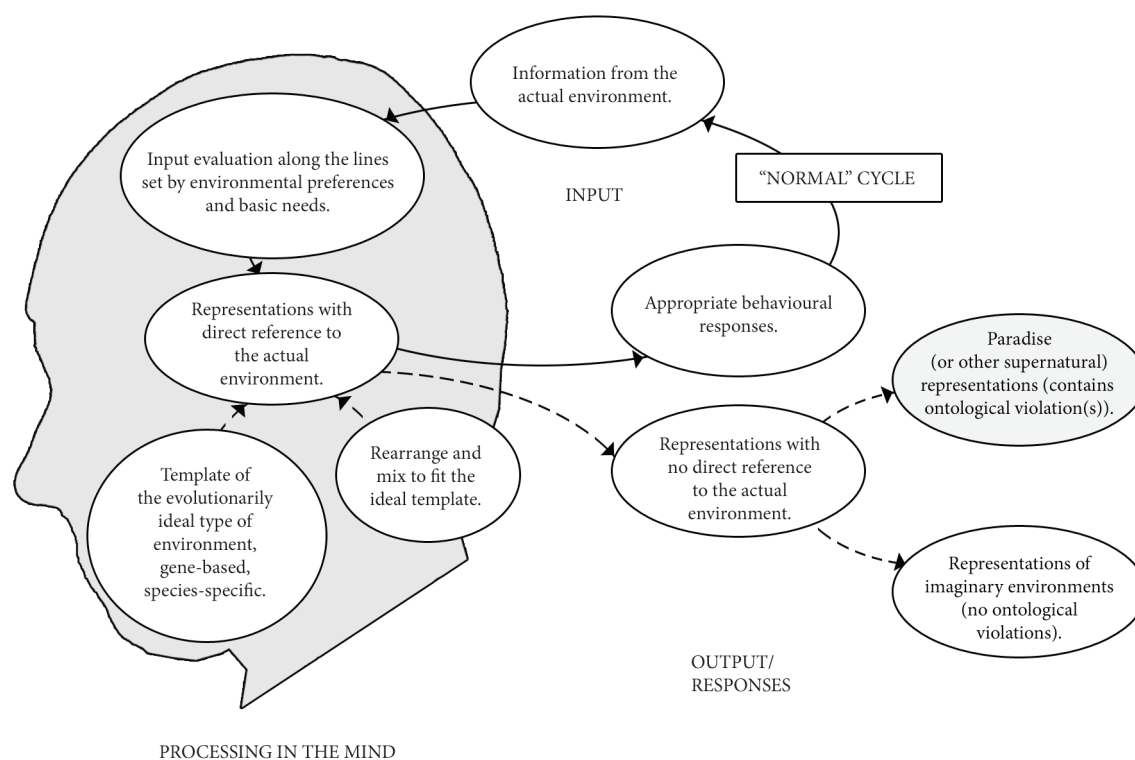 Information from the
actual environment.
Input evaluation along the lines
set by environmental preferences
and basic needs.
“NORMAL” CYCLE
INPUT
Representations with
direct reference to
the actual
environment.
Appropriate behavioural
responses.
Paradise
(or other supernatural)
representations (contains
ontological violation(s)).
Rearrange and
mix to fit the
ideal template.
Representations with
no direct reference
to the actual
environment.
Template of
the evolutionarily
ideal type of
environment,
gene-based,
species-specific.
Representations of
imaginary environments
(no ontological
violations).
OUTPUT/
RESPONSES
PROCESSING IN THE MIND